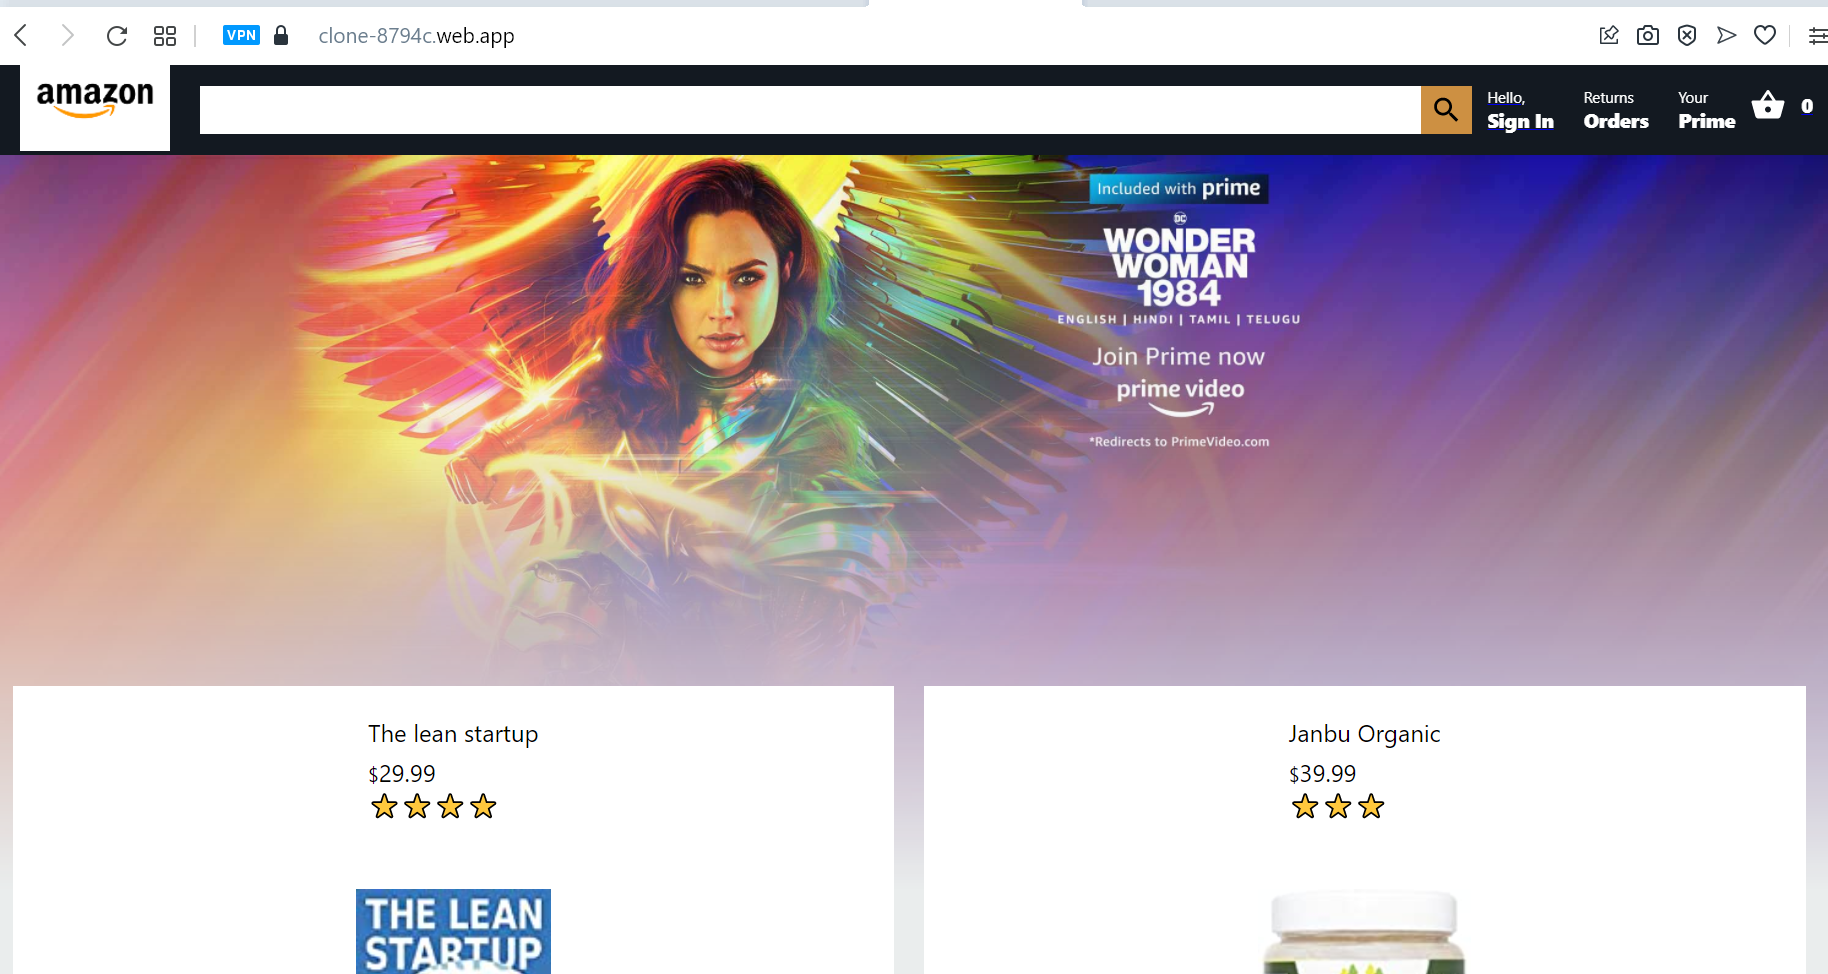 VPN
clone-8794c.web.app
amazon
Hello,
Sign In
Returns
Orders
Your
Prime
0
Included with prime
DC
WONDER
WOMAN
1984
ENGLISH | HINDI | TAMIL | TELUGU
Join Prime now
prime video
*Redirects to PrimeVideo.com
The lean startup
$29.99
THE LEAN
STARTUP
Janbu Organic
$39.99